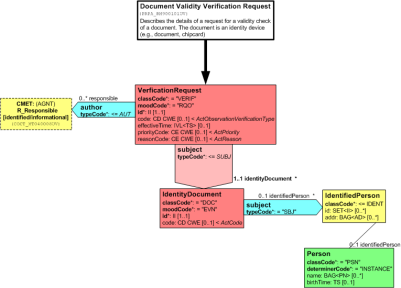 Document Validity Verification Request
Describes the details of a request for a validity check
of a document. The document is an identity device
(e.g., document, chipcard)
VerficationRequest
classCode*: = "VERIF"
moodCode*: = "RQO"
id*: II [1..1]
code: CD CWE [0..1] < ActObservationVerificationType
effectiveTime: IVL<TS> [0..1]
priorityCode: CE CWE [0..1] < ActPriority
reasonCode: CE CWE [0..1] < ActReason
0..* responsible
author
typeCode*: <= AUT
CMET: (AGNT)
R_Responsible
[identified/informational]
subject
typeCode*: <= SUBJ
1..1 identityDocument *
IdentityDocument
classCode*: = "DOC"
moodCode*: = "EVN"
id*: II [1..1]
code: CD CWE [0..1] < ActCode
0..1 identifiedPerson *
subject
typeCode*: = "SBJ"
IdentifiedPerson
classCode*: <= IDENT
id: SET<II> [0..*]
addr: BAG<AD> [0..*]
0..1 identifiedPerson
Person
classCode*: = "PSN"
determinerCode*: = "INSTANCE"
name: BAG<PN> [0..*]
birthTime: TS [0..1]